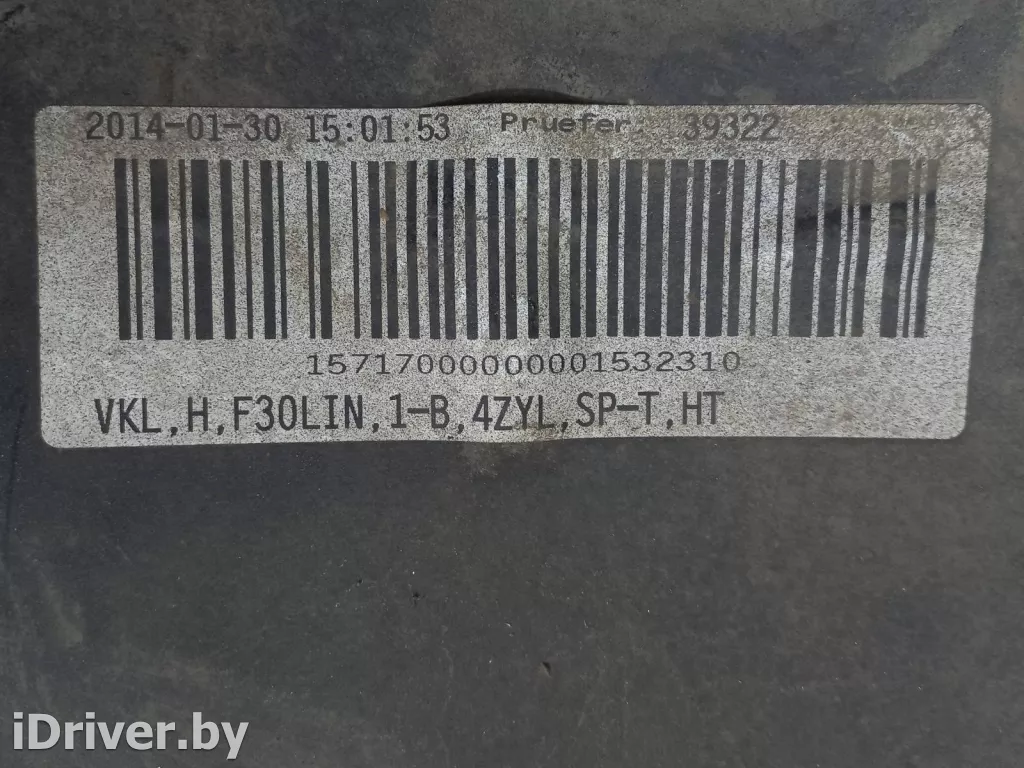 2014-01-30 15:01:53 Pruefer. 39322
15717000000001532310
VKL,H,F30LIN,1-B,4ZYL,SP-T,HT
iDriver.by